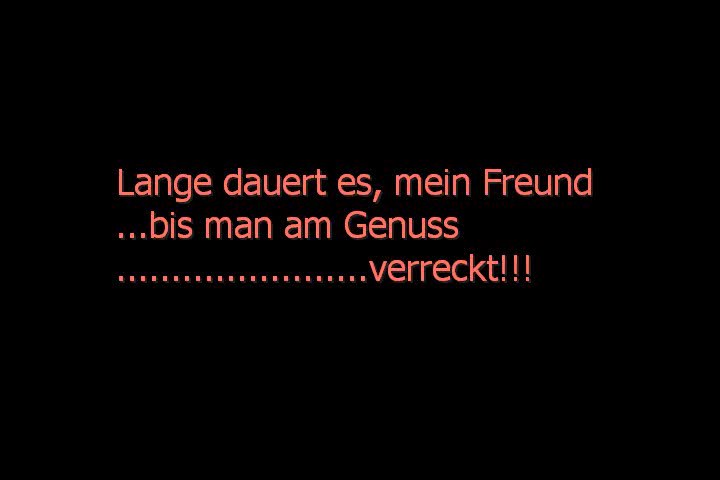 Lange dauert es, mein Freund
...bis man am Genuss
.......................verreckt!!!